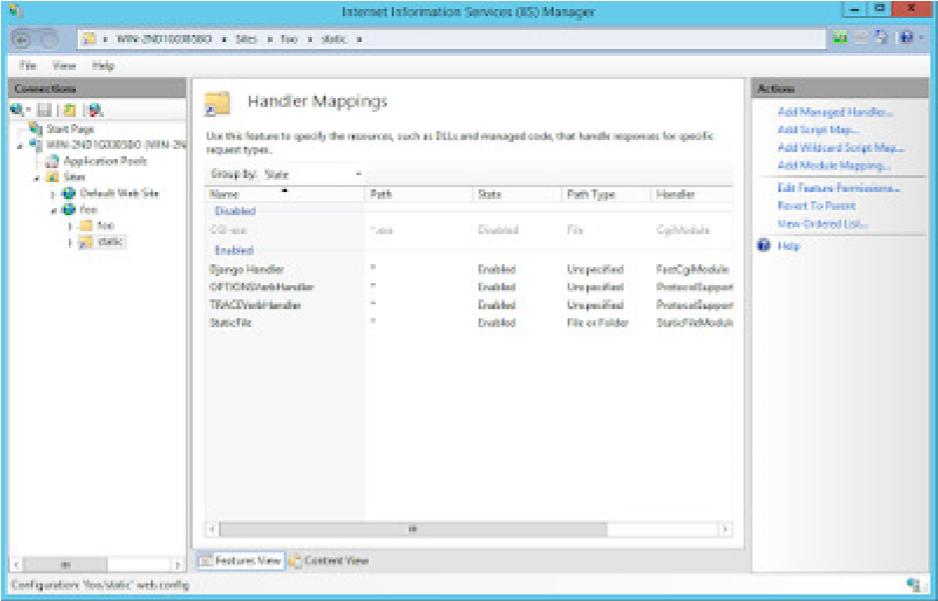 Internet Information Services (IIS) Manager
Sites foo static
File View Help
Connections
Start Page
Application Pools
Sites
Default Web Site
foo
foo
static
Handler Mappings
Use this feature to specify the resources, such as DLLs and managed code, that handle responses for specific
request types.
Group by: State
Name Path State Path Type Handler
Disabled
CGI-exe *.exe Disabled File CgiModule
Enabled
Django Handler * Enabled Unspecified FastCgiModule
OPTIONSVerbHandler * Enabled Unspecified ProtocolSupport
TRACEVerbHandler * Enabled Unspecified ProtocolSupport
StaticFile * Enabled File or Folder StaticFileModule
Features View Content View
Actions
Add Managed Handler...
Add Script Map...
Add Wildcard Script Map...
Add Module Mapping...
Edit Feature Permissions...
Revert To Parent
View Ordered List...
Help
Configuration: 'foo/static' web.config